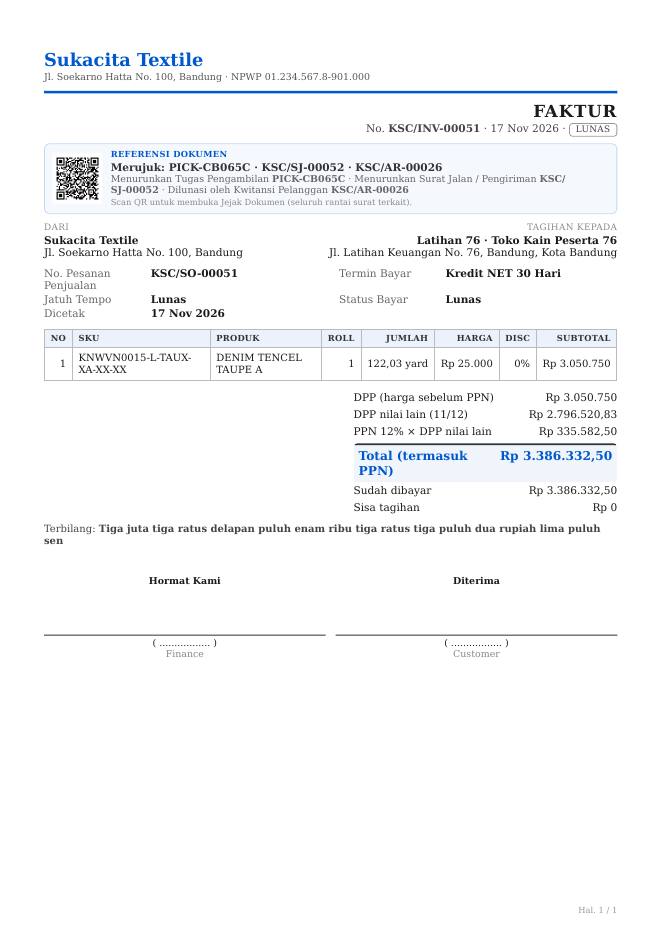 Sukacita Textile
Jl. Soekarno Hatta No. 100, Bandung · NPWP 01.234.567.8-901.000
FAKTUR
No. KSC/INV-00051 · 17 Nov 2026 · LUNAS
REFERENSI DOKUMEN
Merujuk: PICK-CB065C · KSC/SJ-00052 · KSC/AR-00026
Menurunkan Tugas Pengambilan PICK-CB065C · Menurunkan Surat Jalan / Pengiriman KSC/
SJ-00052 · Dilunasi oleh Kwitansi Pelanggan KSC/AR-00026
Scan QR untuk membuka Jejak Dokumen (seluruh rantai surat terkait).
DARI
Sukacita Textile
Jl. Soekarno Hatta No. 100, Bandung
TAGIHAN KEPADA
Latihan 76 · Toko Kain Peserta 76
Jl. Latihan Keuangan No. 76, Bandung, Kota Bandung
No. Pesanan Penjualan KSC/SO-00051 Termin Bayar Kredit NET 30 Hari
Jatuh Tempo Lunas Status Bayar Lunas
Dicetak 17 Nov 2026
NO SKU PRODUK ROLL JUMLAH HARGA DISC SUBTOTAL
1 KNWVN0015-L-TAUX-XA-XX-XX DENIM TENCEL TAUPE A 1 122,03 yard Rp 25.000 0% Rp 3.050.750
DPP (harga sebelum PPN) Rp 3.050.750
DPP nilai lain (11/12) Rp 2.796.520,83
PPN 12% × DPP nilai lain Rp 335.582,50
Total (termasuk PPN) Rp 3.386.332,50
Sudah dibayar Rp 3.386.332,50
Sisa tagihan Rp 0
Terbilang: Tiga juta tiga ratus delapan puluh enam ribu tiga ratus tiga puluh dua rupiah lima puluh
sen
Hormat Kami Diterima
( ................. ) ( ................. )
Finance Customer
Hal. 1 / 1